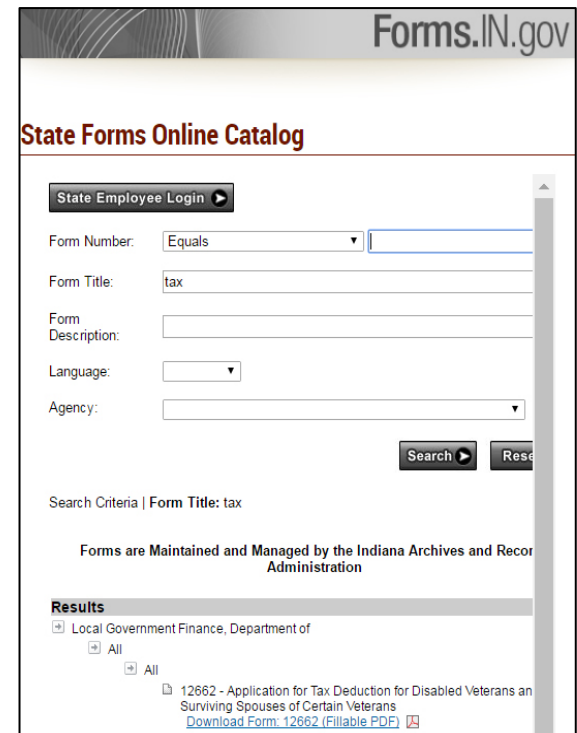 Forms.IN.gov
State Forms Online Catalog
State Employee Login
Form Number: Equals
Form Title: tax
Form
Description:
Language:
Agency:
Search Rese
Search Criteria | Form Title: tax
Forms are Maintained and Managed by the Indiana Archives and Recor
Administration
Results
Local Government Finance, Department of
All
All
12662 - Application for Tax Deduction for Disabled Veterans an
Surviving Spouses of Certain Veterans
Download Form: 12662 (Fillable PDF)